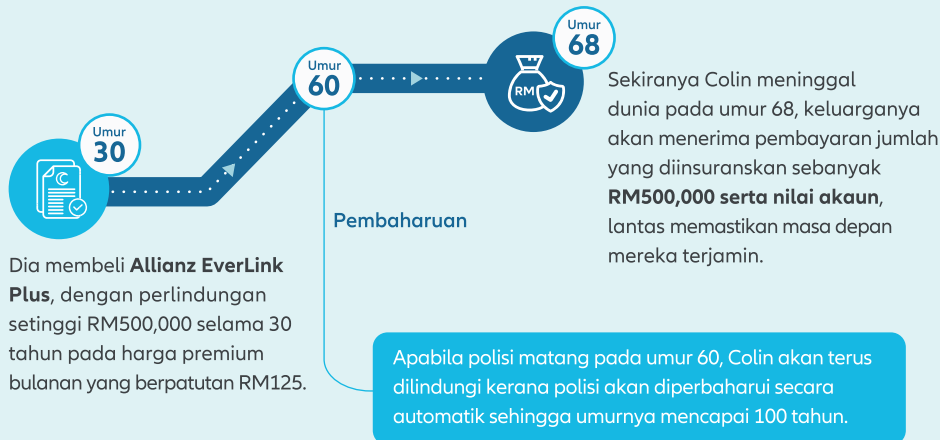 Umur
30
Dia membeli Allianz EverLink
Plus, dengan perlindungan
setinggi RM500,000 selama 30
tahun pada harga premium
bulanan yang berpatutan RM125.
Umur
60
Pembaharuan
Apabila polisi matang pada umur 60, Colin akan terus
dilindungi kerana polisi akan diperbaharui secara
automatik sehingga umurnya mencapai 100 tahun.
RM
Umur
68
Sekiranya Colin meninggal
dunia pada umur 68, keluarganya
akan menerima pembayaran jumlah
yang diinsuranskan sebanyak
RM500,000 serta nilai akaun,
lantas memastikan masa depan
mereka terjamin.